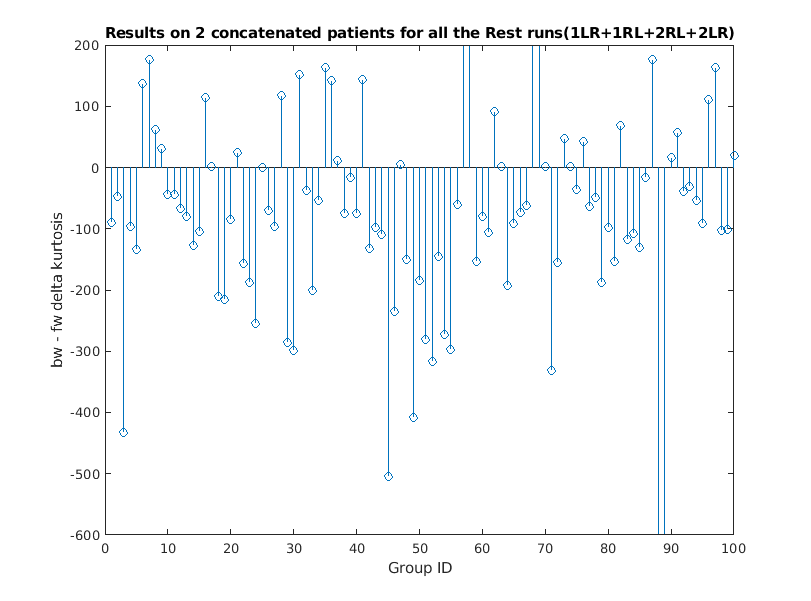 Results on 2 concatenated patients for all the Rest runs(1LR+1RL+2RL+2LR)
200
100
0
-100
-200
-300
-400
-500
-600
bw - fw delta kurtosis
0 10 20 30 40 50 60 70 80 90 100
Group ID